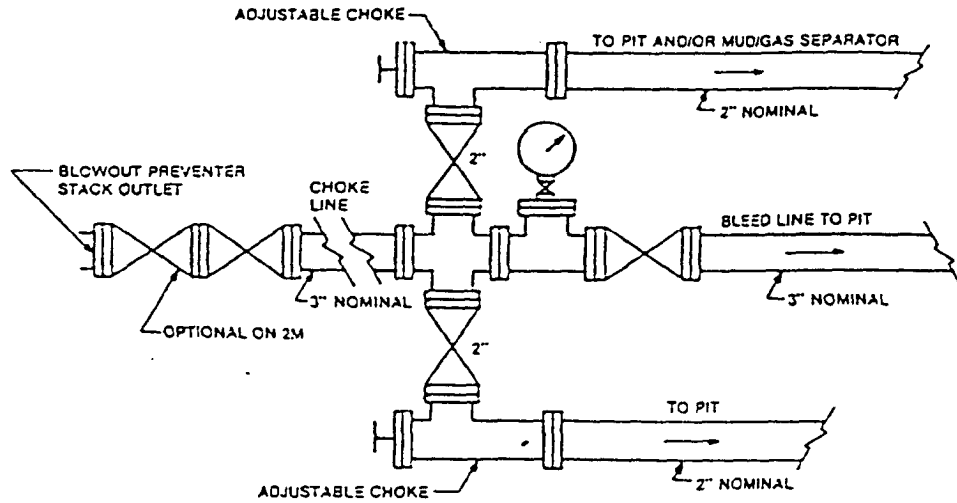 ADJUSTABLE CHOKE
TO PIT AND/OR MUD/GAS SEPARATOR
2" NOMINAL
2"
BLOWOUT PREVENTER
STACK OUTLET
CHOKE
LINE
BLEED LINE TO PIT
3" NOMINAL
3" NOMINAL
OPTIONAL ON 2M
2"
TO PIT
2" NOMINAL
ADJUSTABLE CHOKE